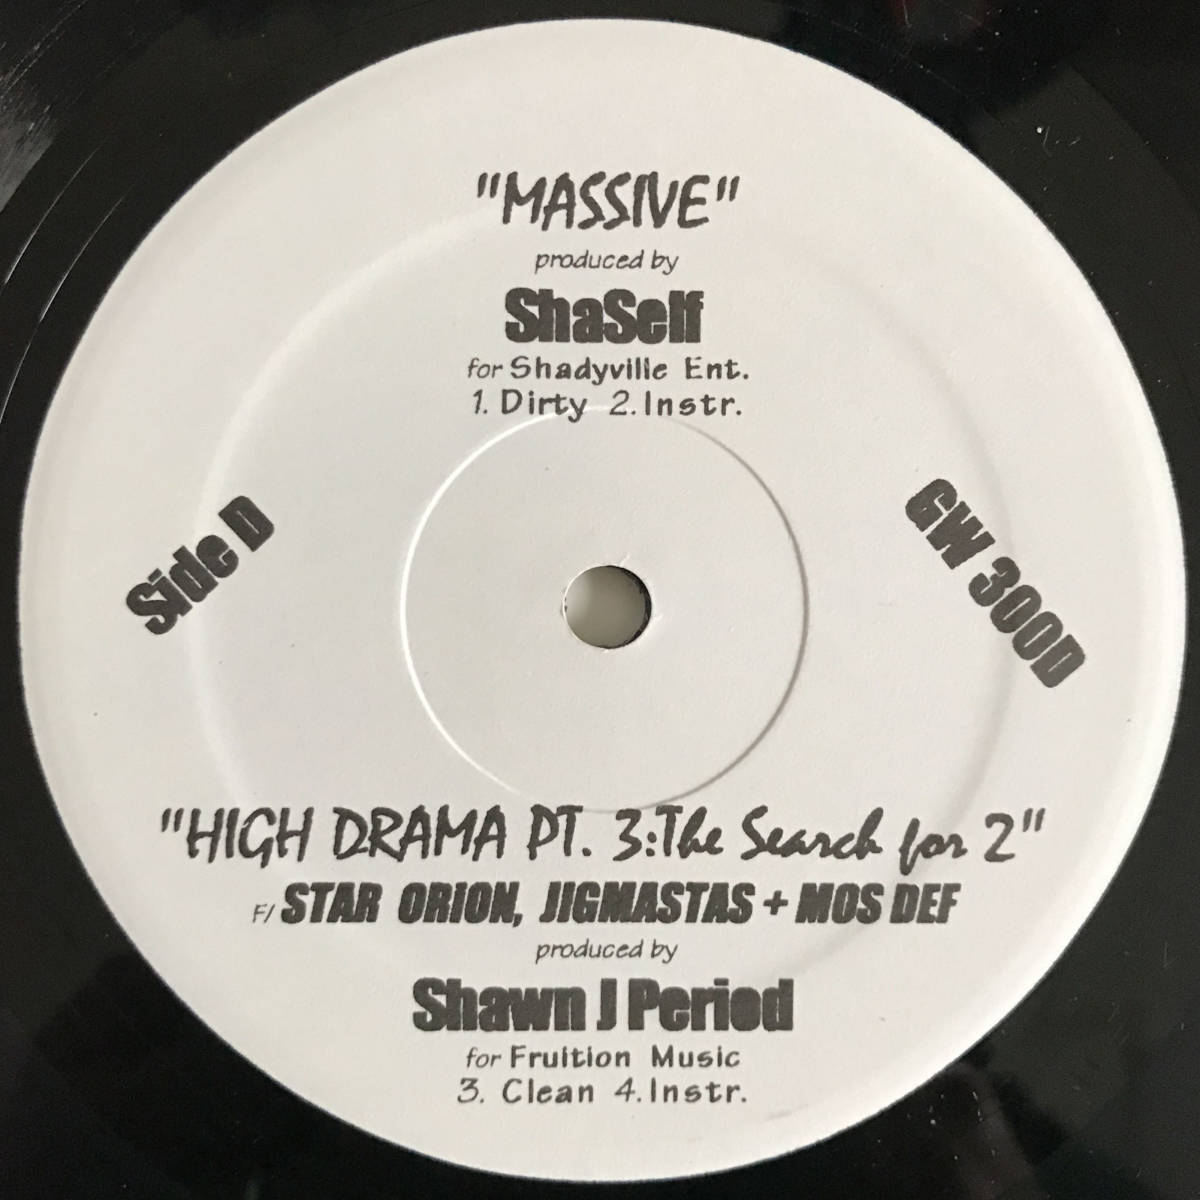 "MASSIVE"
produced by
ShaSelf
for Shadyville Ent.
1. Dirty 2. Instr.
Side D
GW 300D
"HIGH DRAMA PT. 3:The Search for 2"
F/ STAR ORION, JIGMASTAS + MOS DEF
produced by
Shawn J Period
for Fruition Music
3. Clean 4. Instr.